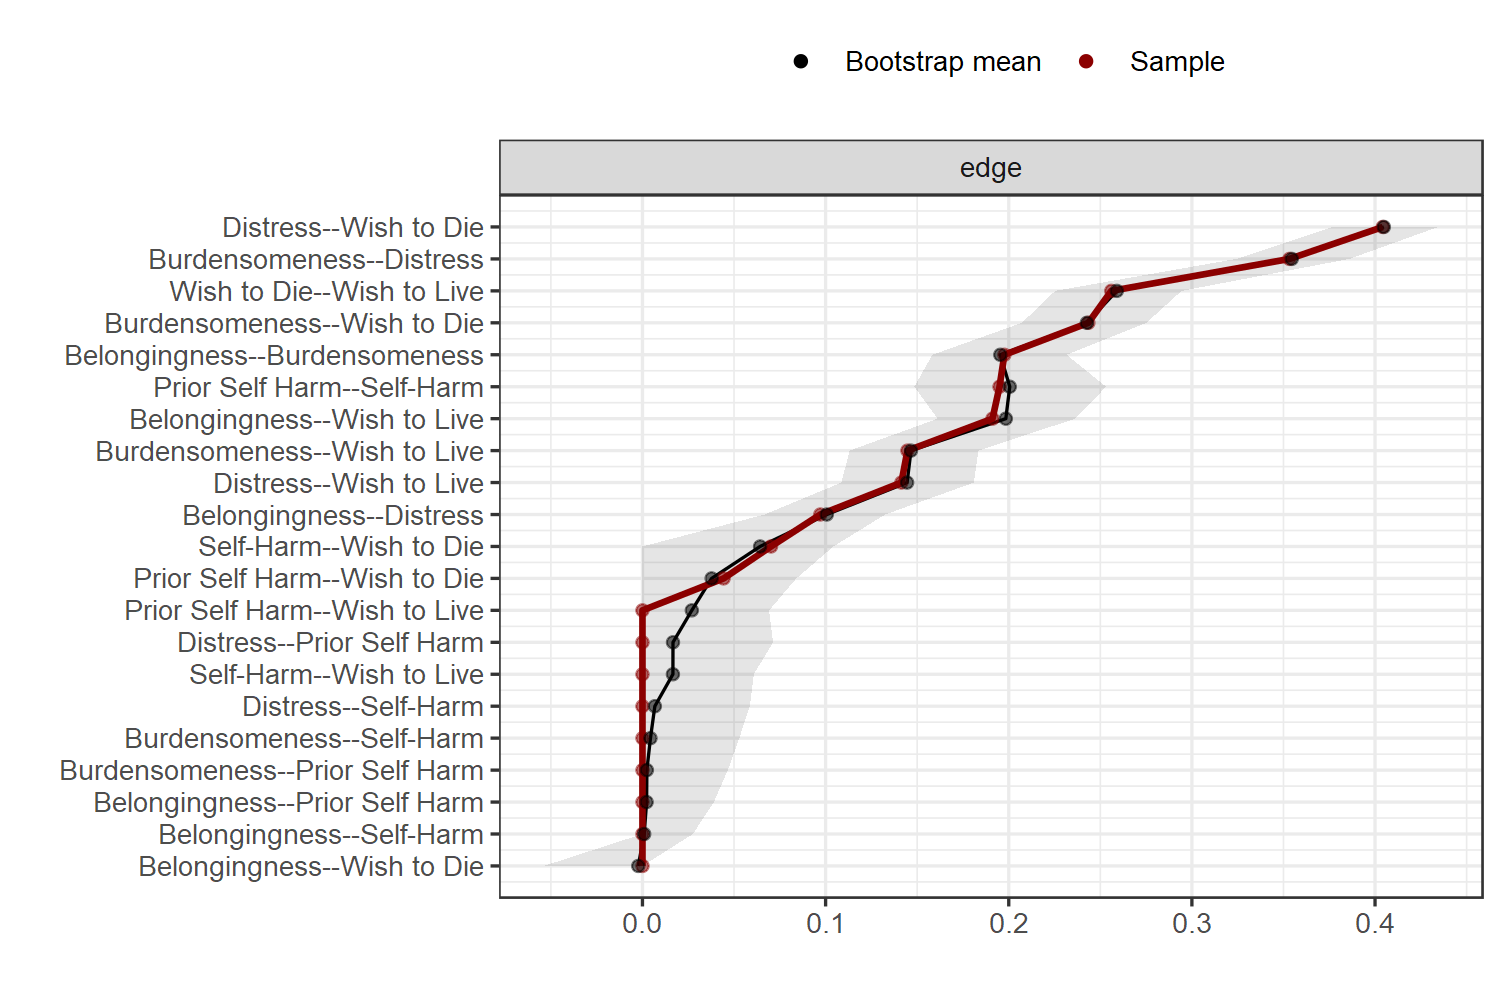 Bootstrap mean Sample
edge
Distress--Wish to Die
Burdensomeness--Distress
Wish to Die--Wish to Live
Burdensomeness--Wish to Die
Belongingness--Burdensomeness
Prior Self Harm--Self-Harm
Belongingness--Wish to Live
Burdensomeness--Wish to Live
Distress--Wish to Live
Belongingness--Distress
Self-Harm--Wish to Die
Prior Self Harm--Wish to Die
Prior Self Harm--Wish to Live
Distress--Prior Self Harm
Self-Harm--Wish to Live
Distress--Self-Harm
Burdensomeness--Self-Harm
Burdensomeness--Prior Self Harm
Belongingness--Prior Self Harm
Belongingness--Self-Harm
Belongingness--Wish to Die
0.0 0.1 0.2 0.3 0.4